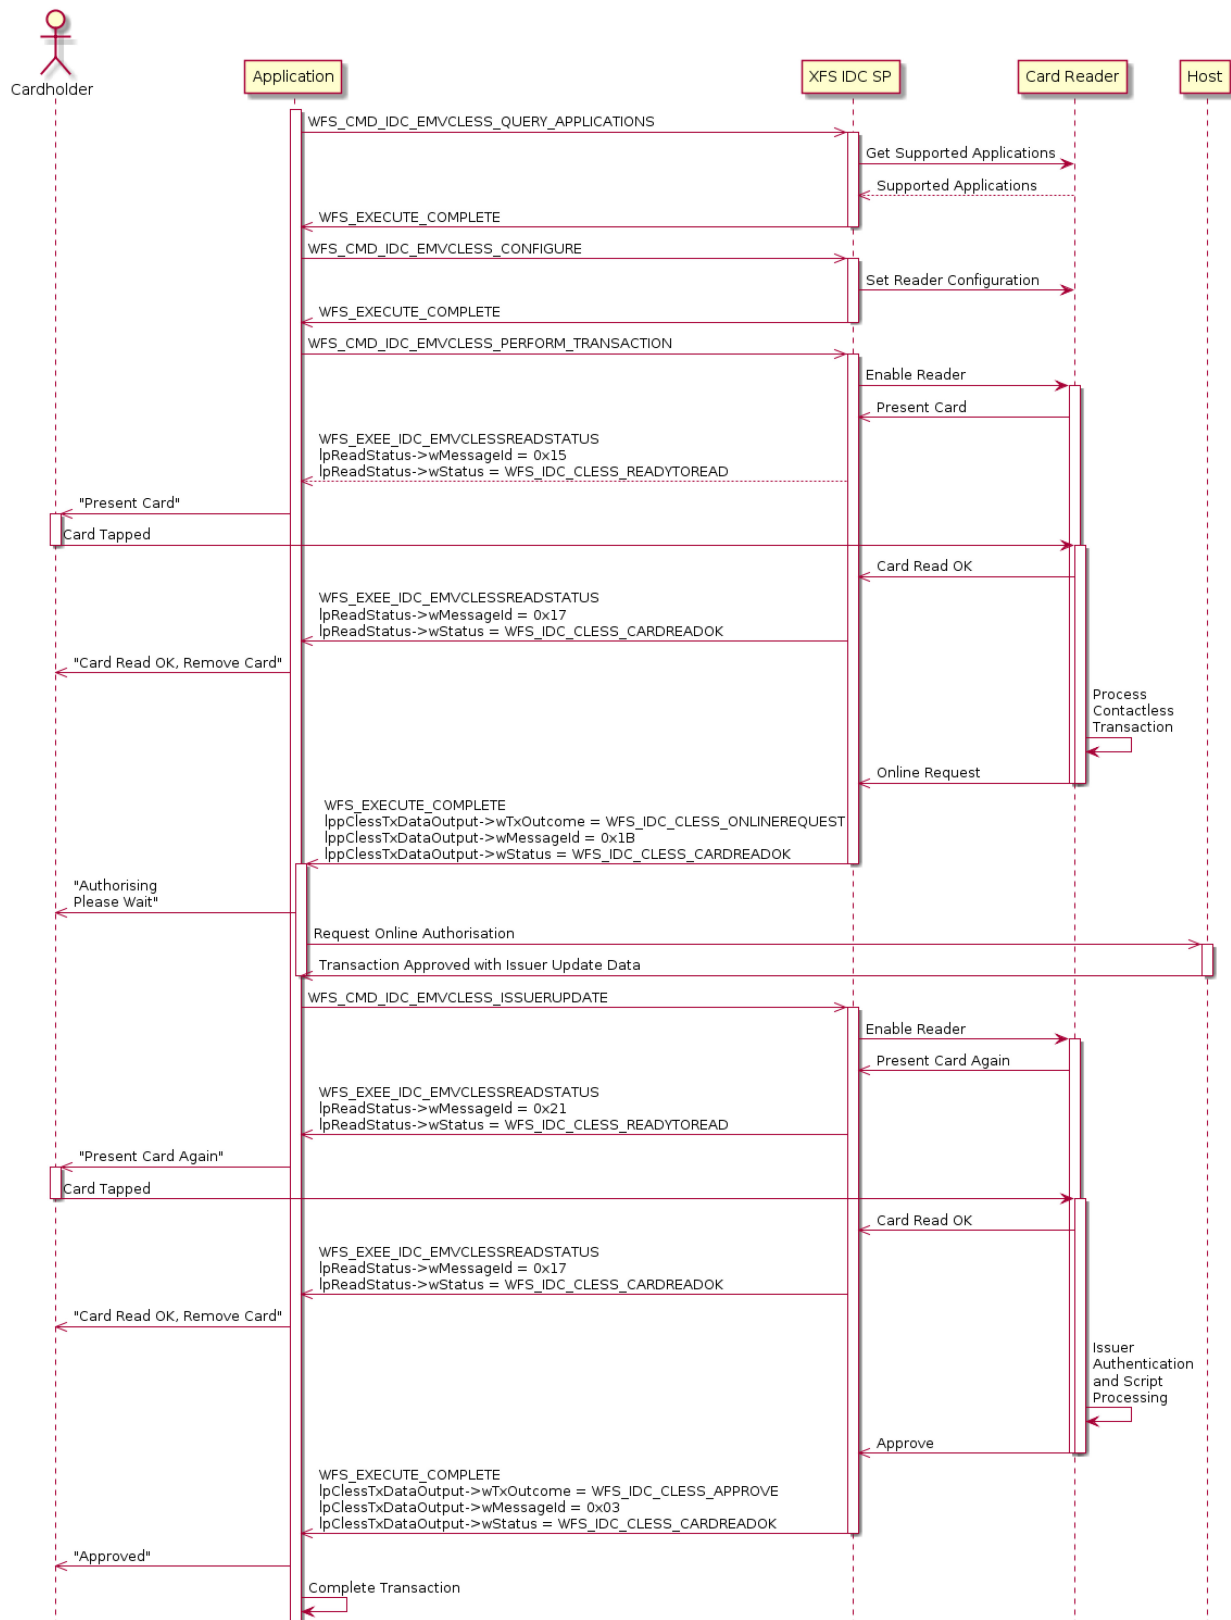 Cardholder
Application
XFS IDC SP
Card Reader
Host
WFS_CMD_IDC_EMVCLESS_QUERY_APPLICATIONS
Get Supported Applications
Supported Applications
WFS_EXECUTE_COMPLETE
WFS_CMD_IDC_EMVCLESS_CONFIGURE
Set Reader Configuration
WFS_EXECUTE_COMPLETE
WFS_CMD_IDC_EMVCLESS_PERFORM_TRANSACTION
Enable Reader
Present Card
WFS_EXEE_IDC_EMVCLESSREADSTATUS
lpReadStatus->wMessageId = 0x15
lpReadStatus->wStatus = WFS_IDC_CLESS_READYTOREAD
"Present Card"
Card Tapped
Card Read OK
WFS_EXEE_IDC_EMVCLESSREADSTATUS
lpReadStatus->wMessageId = 0x17
lpReadStatus->wStatus = WFS_IDC_CLESS_CARDREADOK
"Card Read OK, Remove Card"
Process
Contactless
Transaction
Online Request
WFS_EXECUTE_COMPLETE
lppClessTxDataOutput->wTxOutcome = WFS_IDC_CLESS_ONLINEREQUEST
lppClessTxDataOutput->wMessageId = 0x1B
lppClessTxDataOutput->wStatus = WFS_IDC_CLESS_CARDREADOK
"Authorising
Please Wait"
Request Online Authorisation
Transaction Approved with Issuer Update Data
WFS_CMD_IDC_EMVCLESS_ISSUERUPDATE
Enable Reader
Present Card Again
WFS_EXEE_IDC_EMVCLESSREADSTATUS
lpReadStatus->wMessageId = 0x21
lpReadStatus->wStatus = WFS_IDC_CLESS_READYTOREAD
"Present Card Again"
Card Tapped
Card Read OK
WFS_EXEE_IDC_EMVCLESSREADSTATUS
lpReadStatus->wMessageId = 0x17
lpReadStatus->wStatus = WFS_IDC_CLESS_CARDREADOK
"Card Read OK, Remove Card"
Issuer
Authentication
and Script
Processing
Approve
WFS_EXECUTE_COMPLETE
lpClessTxDataOutput->wTxOutcome = WFS_IDC_CLESS_APPROVE
lpClessTxDataOutput->wMessageId = 0x03
lpClessTxDataOutput->wStatus = WFS_IDC_CLESS_CARDREADOK
"Approved"
Complete Transaction